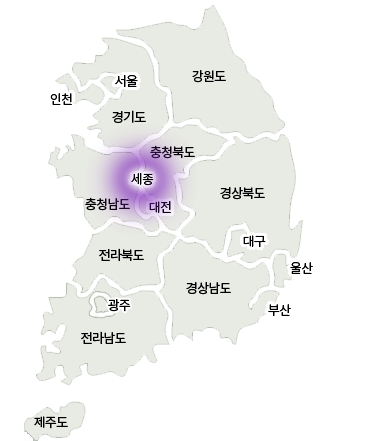 강원도
서울
인천
경기도
충청북도
세종
경상북도
충청남도
대전
대구
전라북도
울산
경상남도
광주
부산
전라남도
제주도